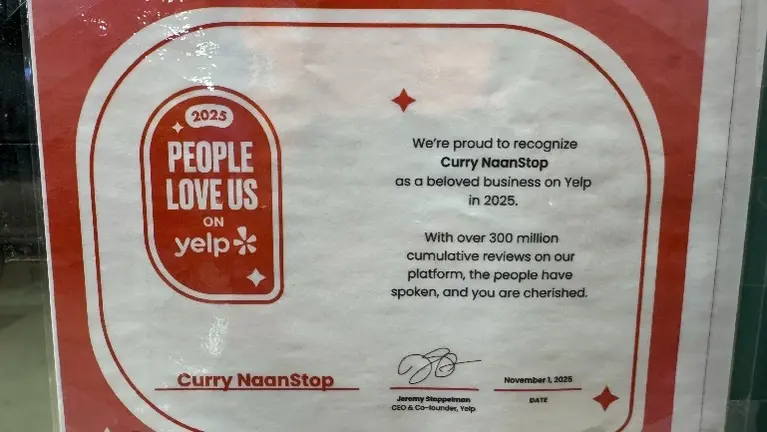 2025
PEOPLE
LOVE US
ON
yelp
We're proud to recognize
Curry NaanStop
as a beloved business on Yelp
in 2025.
With over 300 million
cumulative reviews on our
platform, the people have
spoken, and you are cherished.
Curry NaanStop
Jeremy Stoppelman
CEO & Co-founder, Yelp
November 1, 2025
DATE